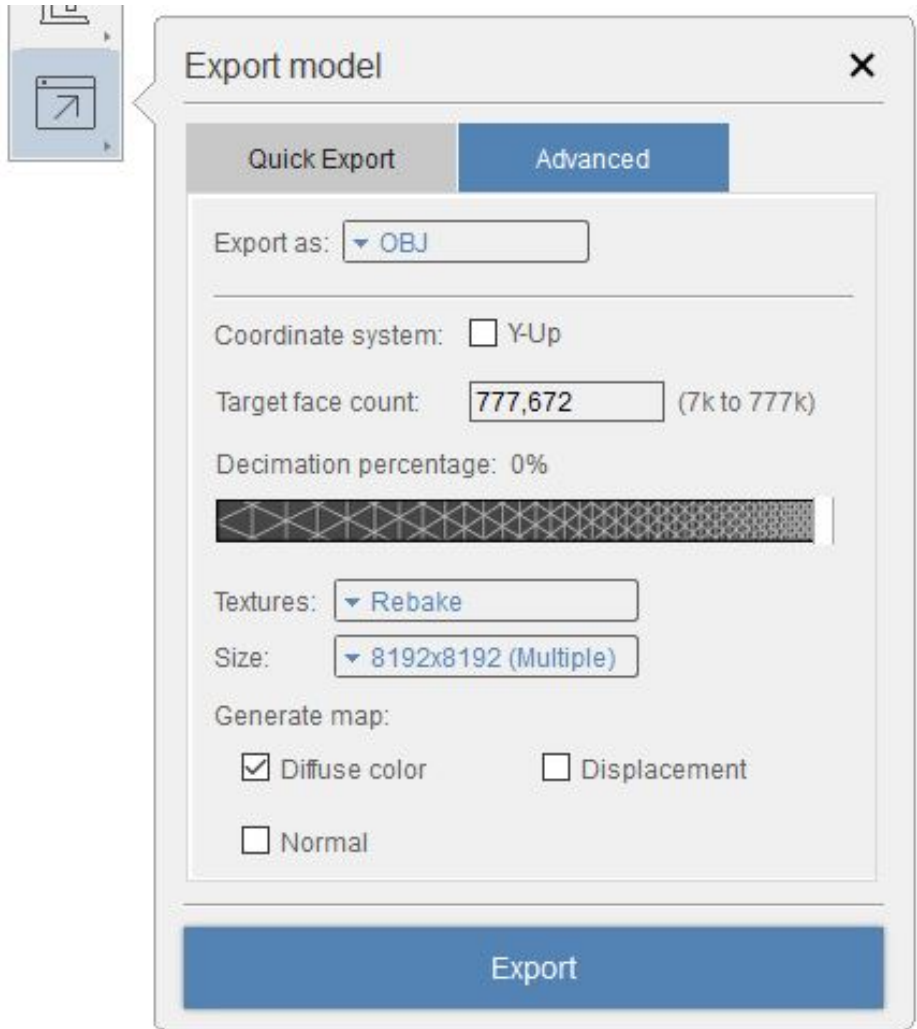 Export model
Quick Export
Advanced
Export as: OBJ
Coordinate system: Y-Up
Target face count: 777,672 (7k to 777k)
Decimation percentage: 0%
Textures: Rebake
Size: 8192x8192 (Multiple)
Generate map:
Diffuse color
Displacement
Normal
Export